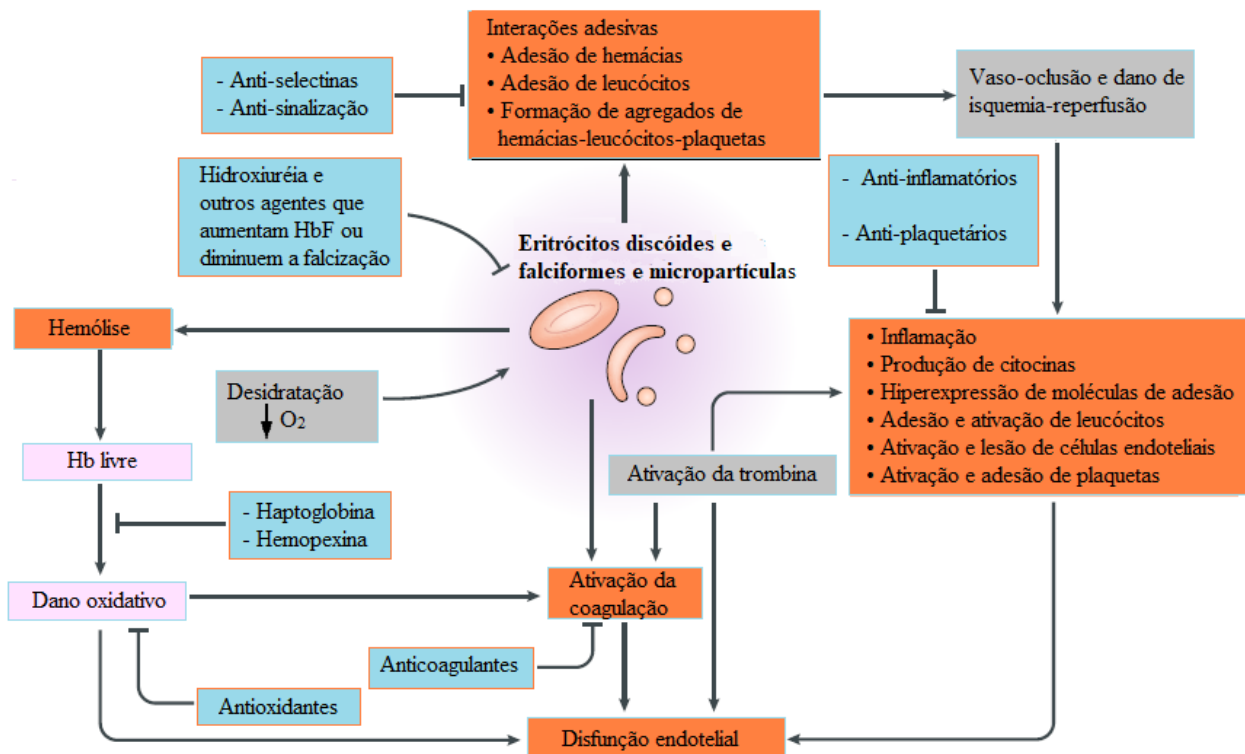 Interações adesivas
• Adesão de hemácias
• Adesão de leucócitos
• Formação de agregados de
hemácias-leucócitos-plaquetas
- Anti-selectinas
- Anti-sinalização
Vaso-oclusão e dano de
isquemia-reperfusão
Hidroxiuréia e
outros agentes que
aumentam HbF ou
diminuem a falcização
- Anti-inflamatórios
- Anti-plaquetários
Eritrócitos discóides e
falciformes e micropartículas
Hemólise
• Inflamação
• Produção de citocinas
• Hiperexpressão de moléculas de adesão
• Adesão e ativação de leucócitos
• Ativação e lesão de células endoteliais
• Ativação e adesão de plaquetas
Desidratação
↓ O₂
Hb livre
Ativação da trombina
- Haptoglobina
- Hemopexina
Dano oxidativo
Ativação da
coagulação
Anticoagulantes
Antioxidantes
Disfunção endotelial